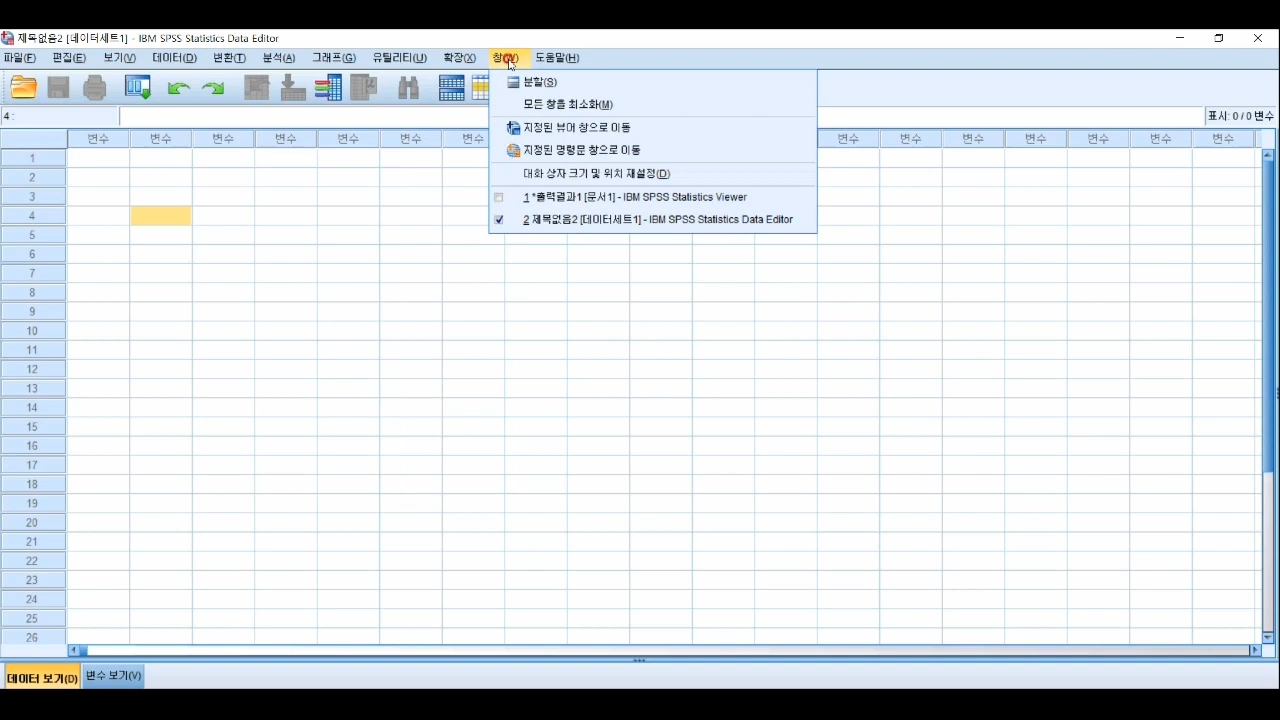 제목없음2 [데이터세트1] - IBM SPSS Statistics Data Editor
파일(F) 편집(E) 보기(V) 데이터(D) 변환(T) 분석(A) 그래프(G) 유틸리티(U) 확장(X) 창(W) 도움말(H)
분할(S)
모든 창을 최소화(M)
지정된 뷰어 창으로 이동
지정된 명령문 창으로 이동
대화 상자 크기 및 위치 재설정(D)
1 *출력결과1 [문서1] - IBM SPSS Statistics Viewer
2 제목없음2 [데이터세트1] - IBM SPSS Statistics Data Editor
4 : 표시: 0 / 0 변수
변수 변수 변수 변수 변수 변수 변수 변수 변수 변수 변수 변수 변수 변수
1
2
3
4
5
6
7
8
9
10
11
12
13
14
15
16
17
18
19
20
21
22
23
24
25
26
데이터 보기(D) 변수 보기(V)